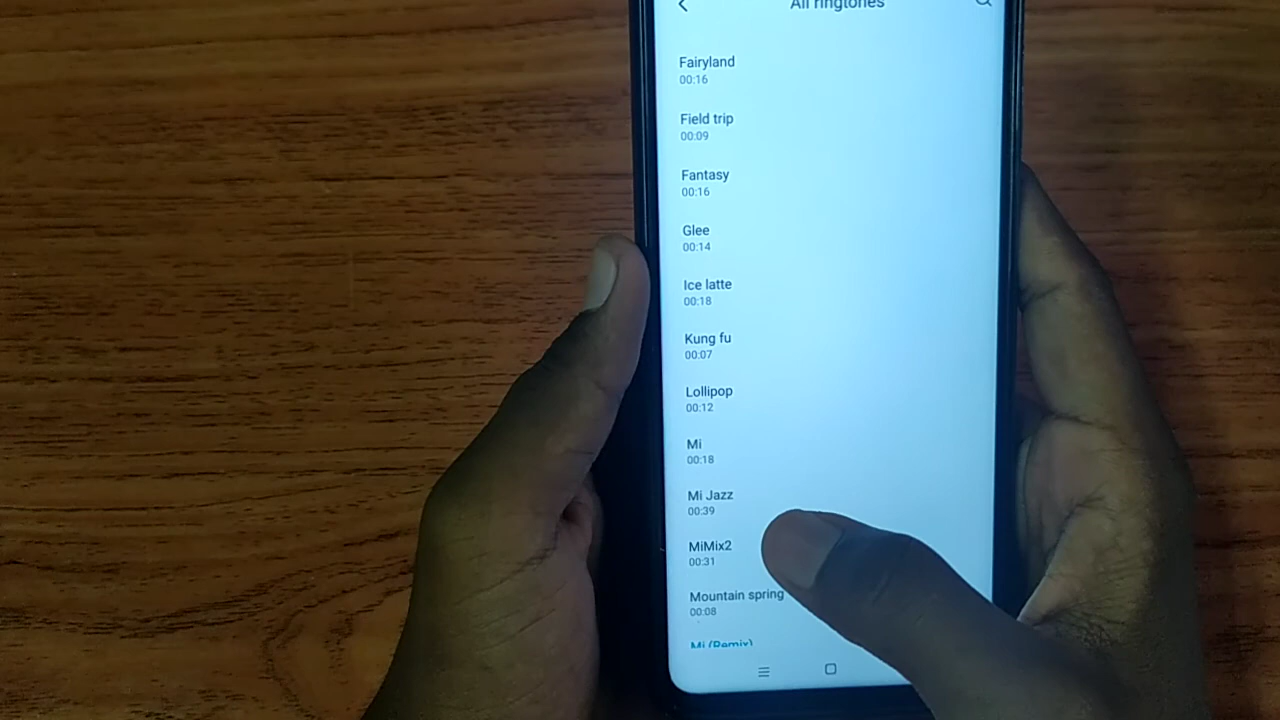 All ringtones
Fairyland
00:16
Field trip
00:09
Fantasy
00:16
Glee
00:14
Ice latte
00:18
Kung fu
00:07
Lollipop
00:12
Mi
00:18
Mi Jazz
00:39
MiMix2
00:31
Mountain spring
00:08
Mi (Remix)